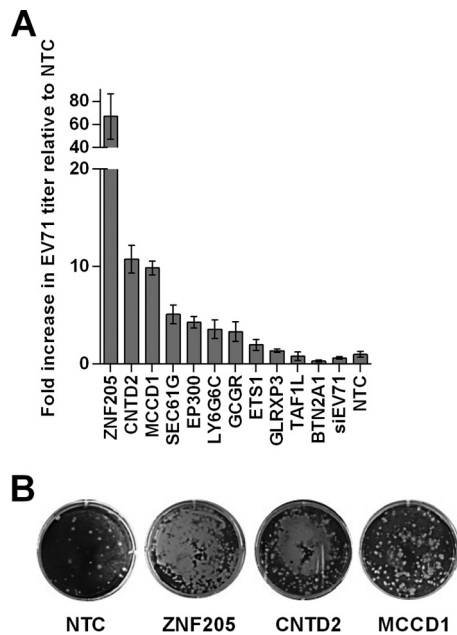 A
Fold increase in EV71 titer relative to NTC
80
60
40
20
10
0
ZNF205
CNTD2
MCCD1
SEC61G
EP300
LY6G6C
GCGR
ETS1
GLRXP3
TAF1L
BTN2A1
siEV71
NTC
B
NTC ZNF205 CNTD2 MCCD1